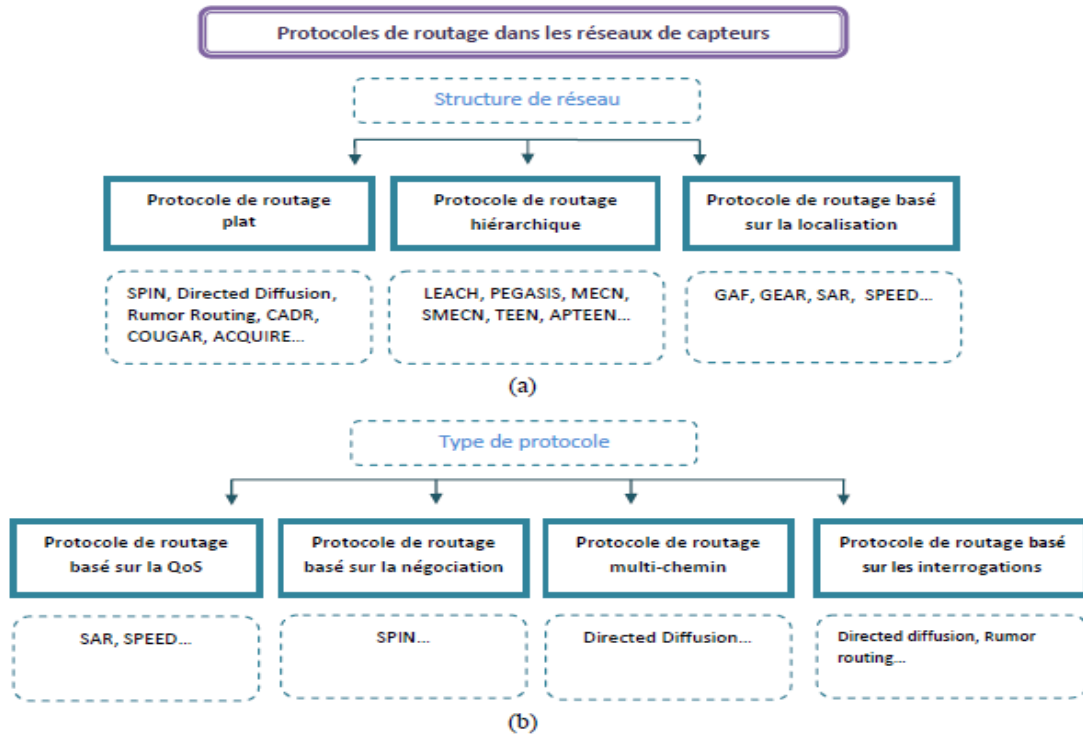 Protocoles de routage dans les réseaux de capteurs
Structure de réseau
Protocole de routage
plat
Protocole de routage
hiérarchique
Protocole de routage basé
sur la localisation
SPIN, Directed Diffusion,
Rumor Routing, CADR,
COUGAR, ACQUIRE...
LEACH, PEGASIS, MECN,
SMECN, TEEN, APTEEN...
GAF, GEAR, SAR, SPEED...
(a)
Type de protocole
Protocole de routage
basé sur la QoS
Protocole de routage
basé sur la négociation
Protocole de routage
multi-chemin
Protocole de routage basé
sur les interrogations
SAR, SPEED...
SPIN...
Directed Diffusion...
Directed diffusion, Rumor
routing...
(b)